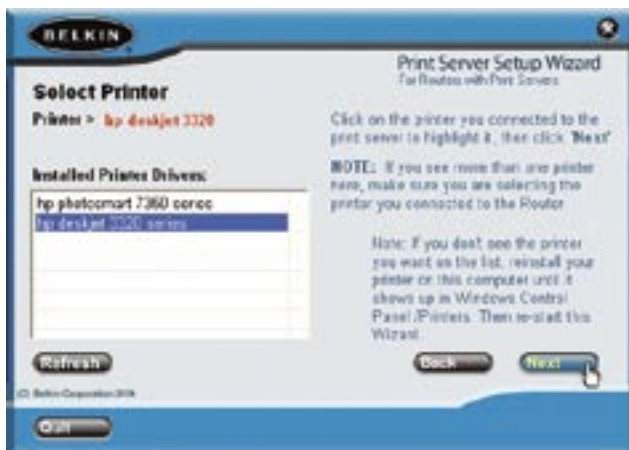 BELKIN
Print Server Setup Wizard
For Routers with Print Servers
Select Printer
Printer > hp deskjet 3320
Click on the printer you connected to the
print server to highlight it, then click "Next"
NOTE: If you see more than one printer
here, make sure you are selecting the
printer you connected to the Router
Installed Printer Drivers:
hp photosmart 7360 series
hp deskjet 3320 series
Note: If you don't see the printer
you want on the list, reinstall your
printer on this computer until it
shows up in Windows Control
Panel/Printers. Then re-start this
Wizard.
Refresh
Back
Next
(C) Belkin Corporation
Quit